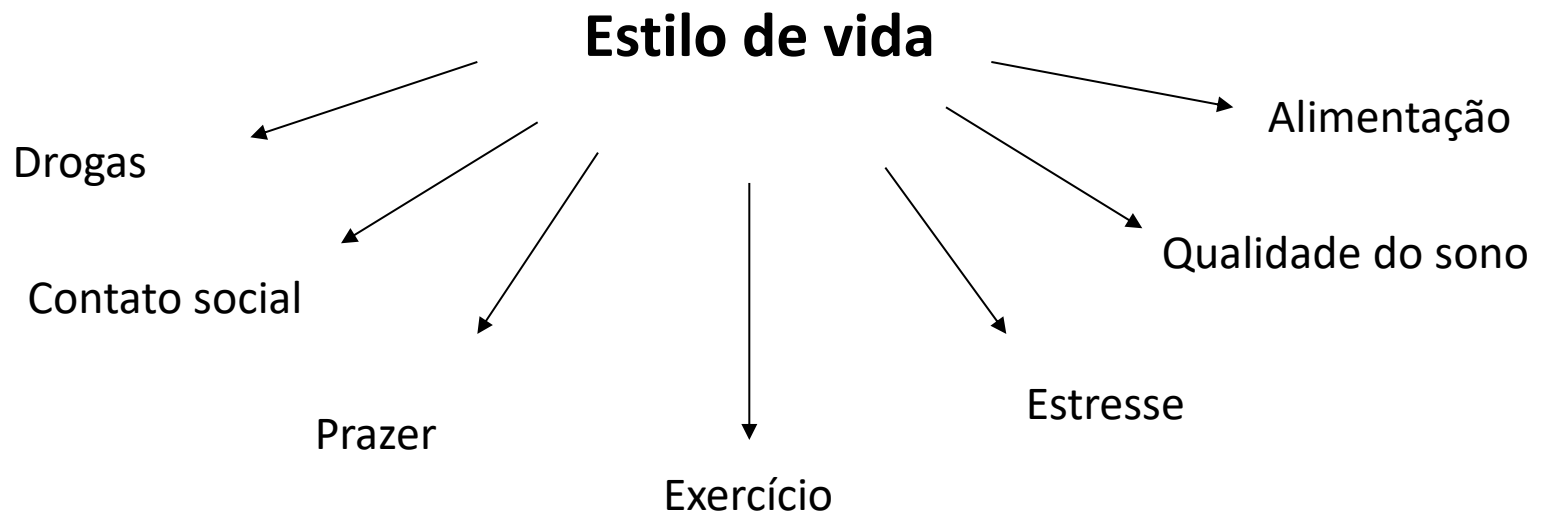 Estilo de vida
Alimentação
Drogas
Qualidade do sono
Contato social
Estresse
Prazer
Exercício